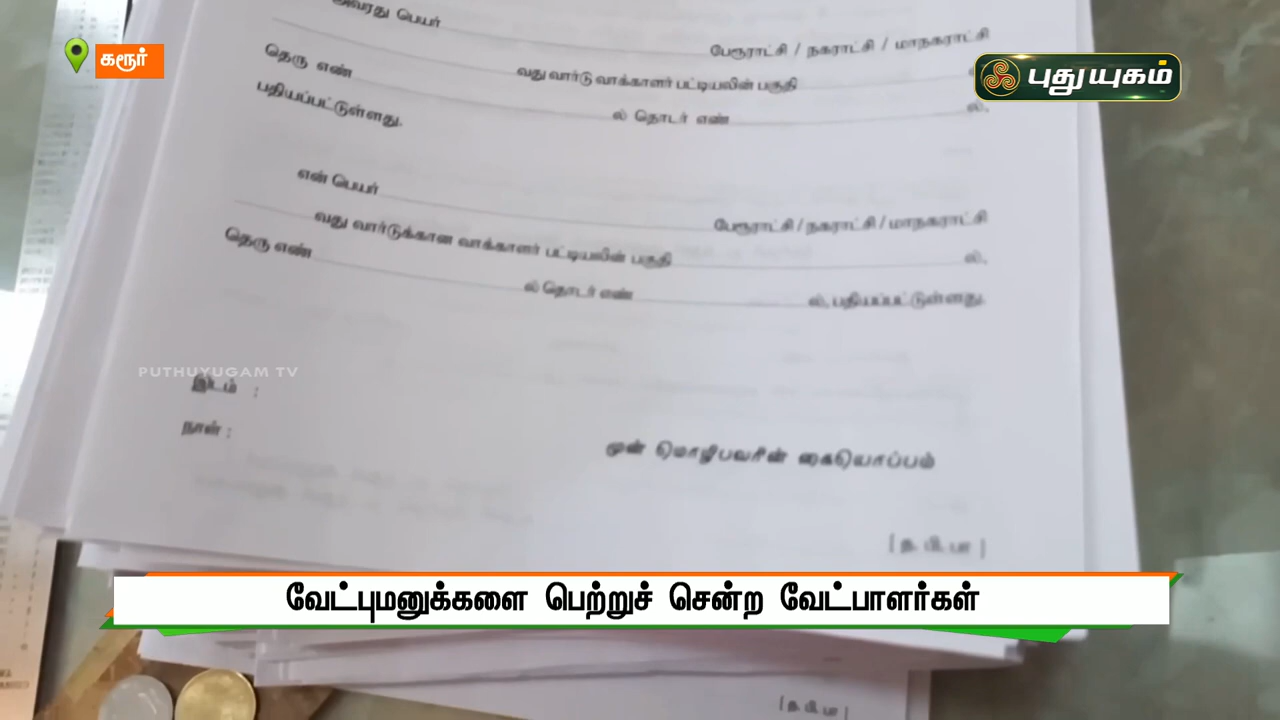 அவரது பெயர்
பேரூராட்சி / நகராட்சி / மாநகராட்சி
கரூர்
தெரு எண்
வது வார்டு வாக்காளர் பட்டியலின் பகுதி
புதுயுகம்
பதியப்பட்டுள்ளது.
ல் தொடர் எண்
ல்,
என் பெயர்
பேரூராட்சி / நகராட்சி / மாநகராட்சி
வது வார்டுக்கான வாக்காளர் பட்டியலின் பகுதி
ல்,
தெரு எண்
ல் தொடர் எண்
ல், பதியப்பட்டுள்ளது.
PUTHUYUGAM TV
இடம் :
நாள் :
முன் மொழிபவரின் கையொப்பம்
[ த.பி.பா ]
வேட்புமனுக்களை பெற்றுச் சென்ற வேட்பாளர்கள்
[ த.பி.பா ]